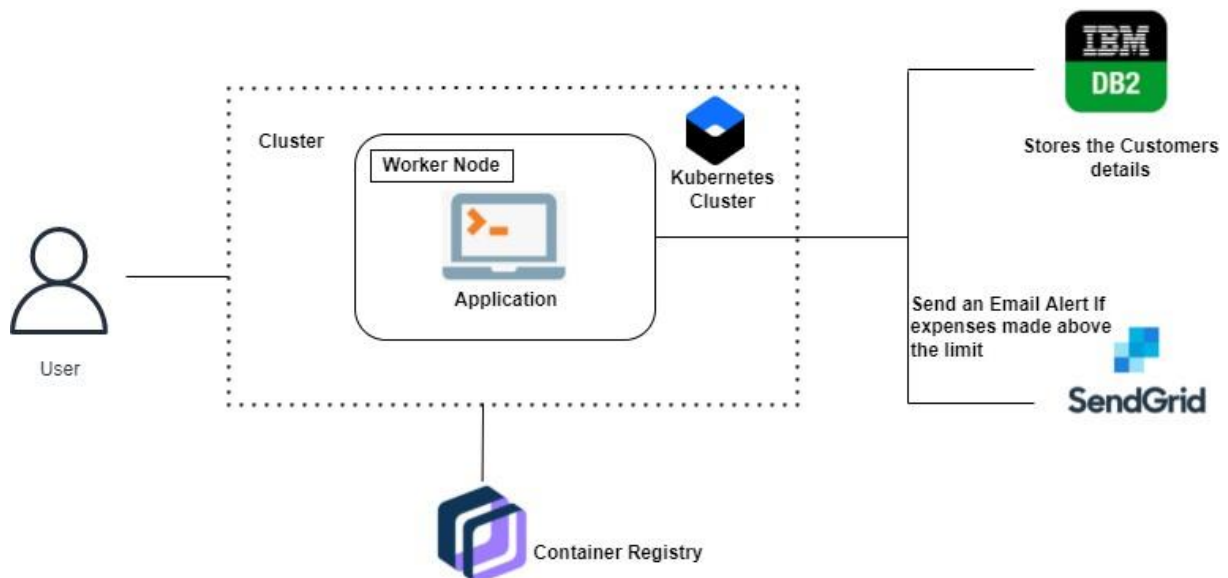 IBM
DB2
Stores the Customers
details
Cluster
Worker Node
Kubernetes
Cluster
Application
User
Send an Email Alert If
expenses made above
the limit
SendGrid
Container Registry